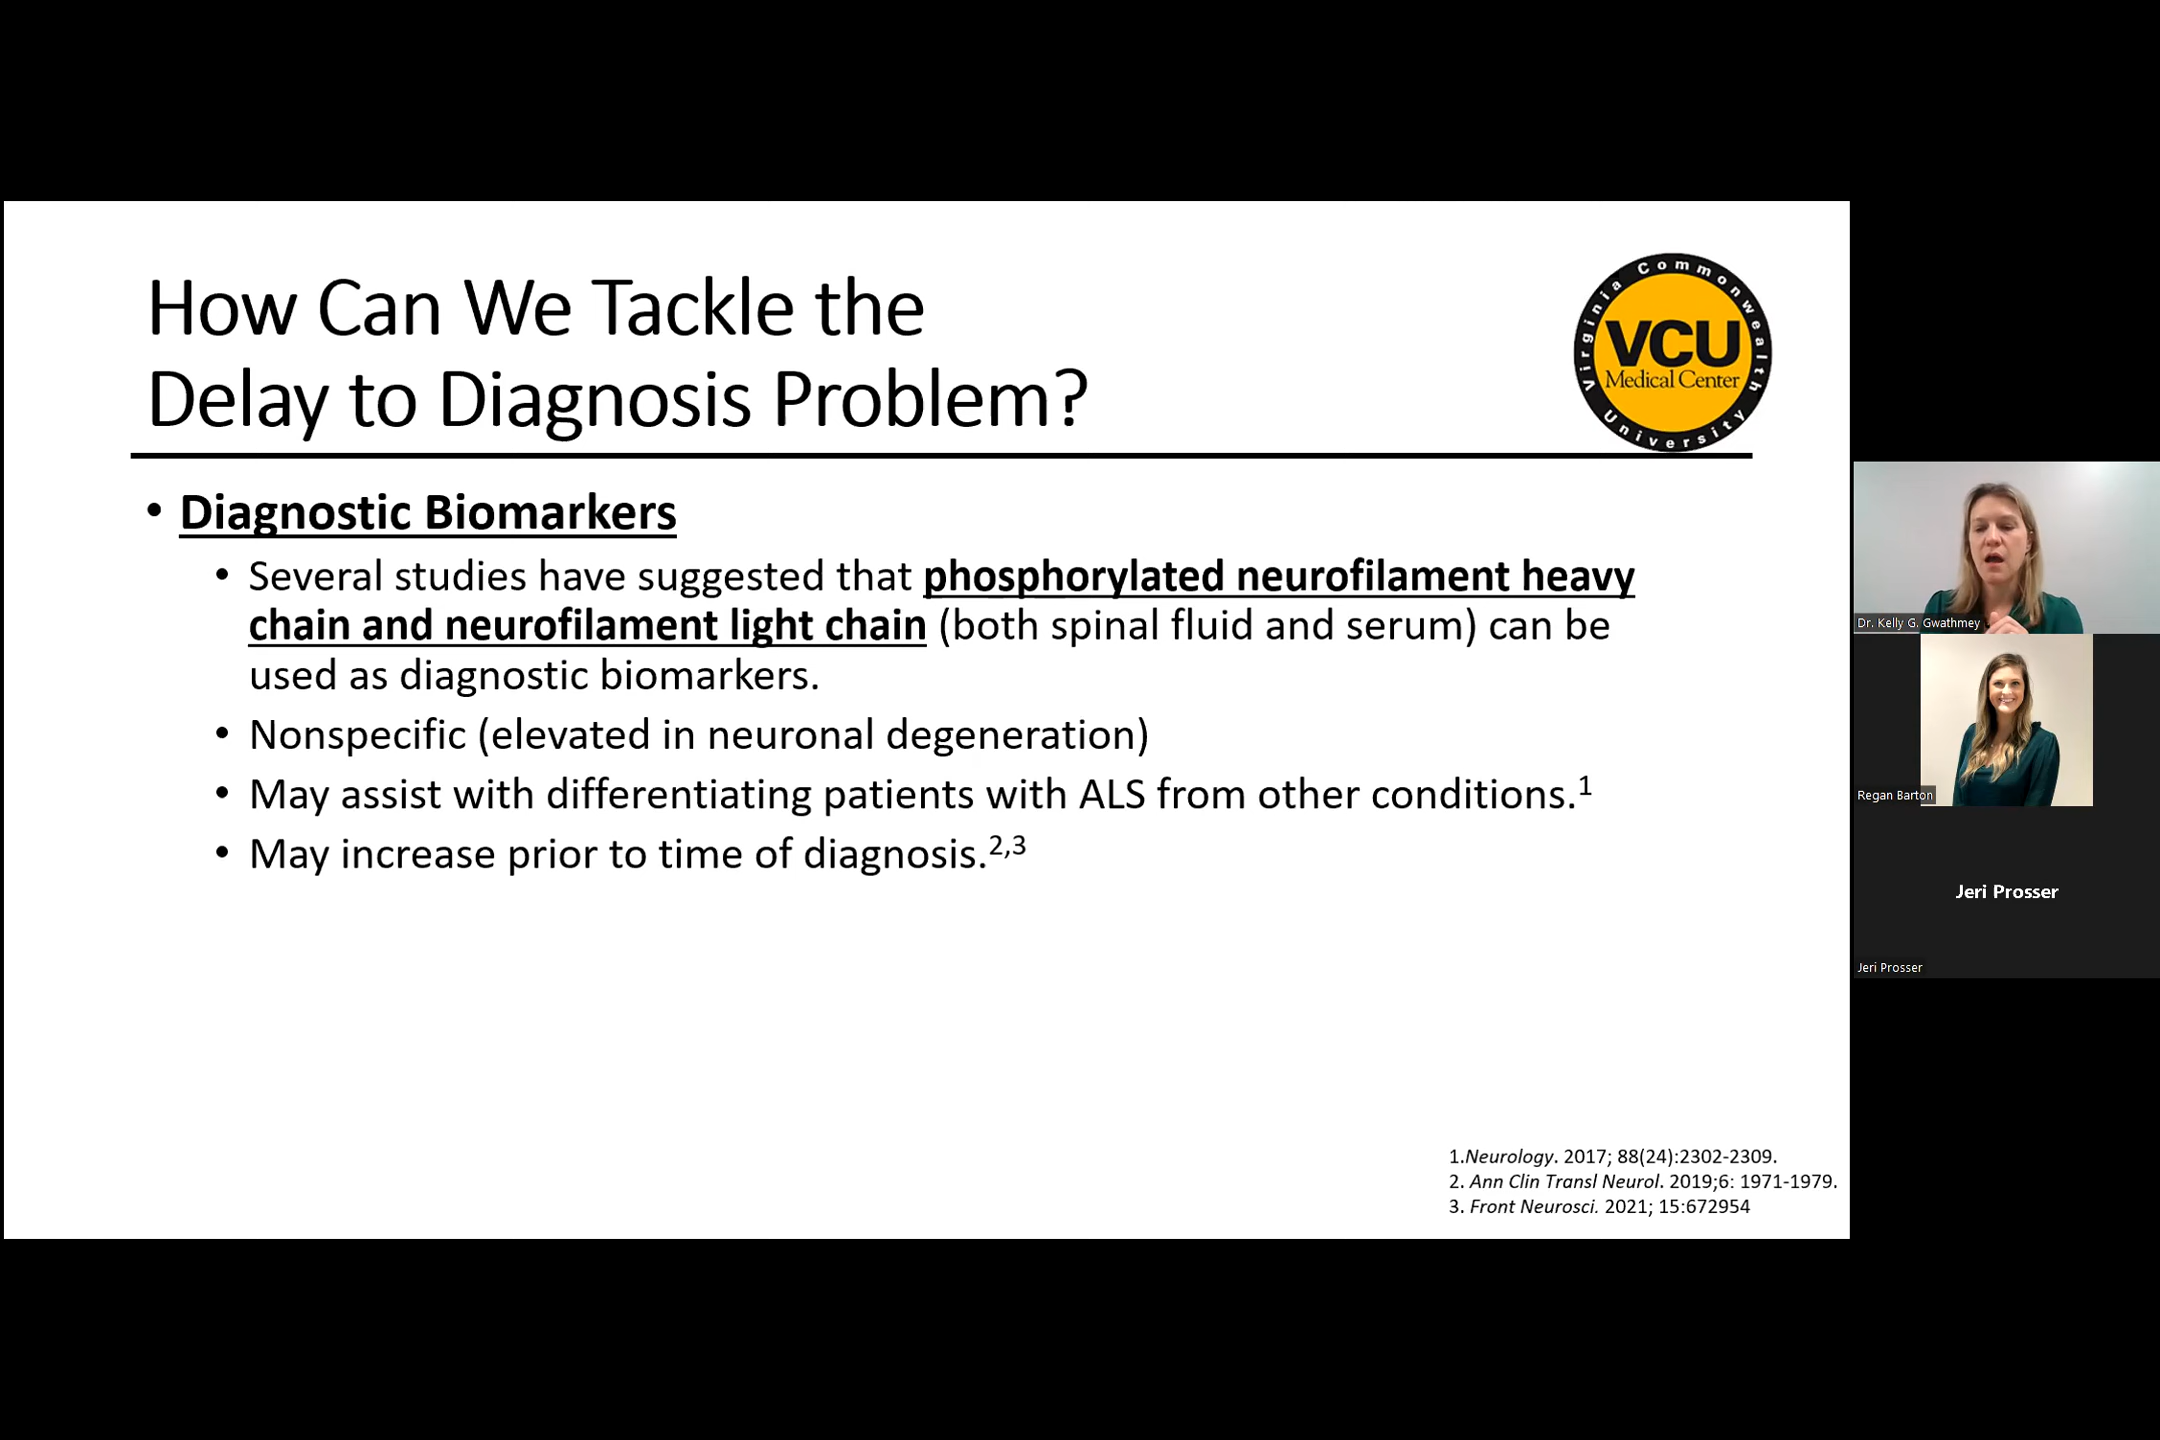 How Can We Tackle the
Delay to Diagnosis Problem?
Virginia Commonwealth
University
VCU
Medical Center
• Diagnostic Biomarkers
• Several studies have suggested that phosphorylated neurofilament heavy
chain and neurofilament light chain (both spinal fluid and serum) can be
used as diagnostic biomarkers.
• Nonspecific (elevated in neuronal degeneration)
• May assist with differentiating patients with ALS from other conditions.1
• May increase prior to time of diagnosis.2,3
1.Neurology. 2017; 88(24):2302-2309.
2. Ann Clin Transl Neurol. 2019;6: 1971-1979.
3. Front Neurosci. 2021; 15:672954
Dr. Kelly G. Gwathmey
Regan Barton
Jeri Prosser
Jeri Prosser